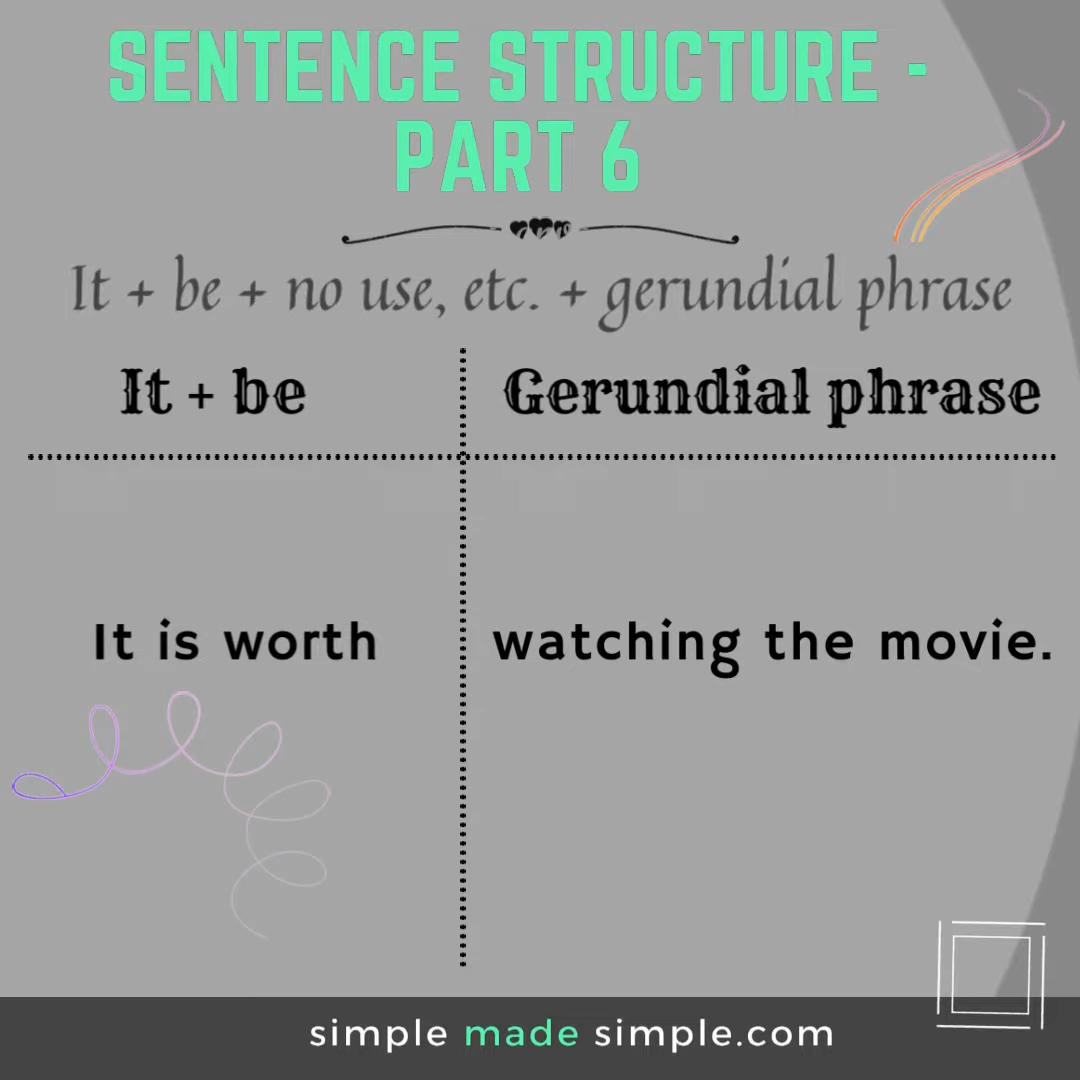 SENTENCE STRUCTURE -
PART 6
It + be + no use, etc. + gerundial phrase
It + be
Gerundial phrase
It is worth
watching the movie.
simple made simple.com